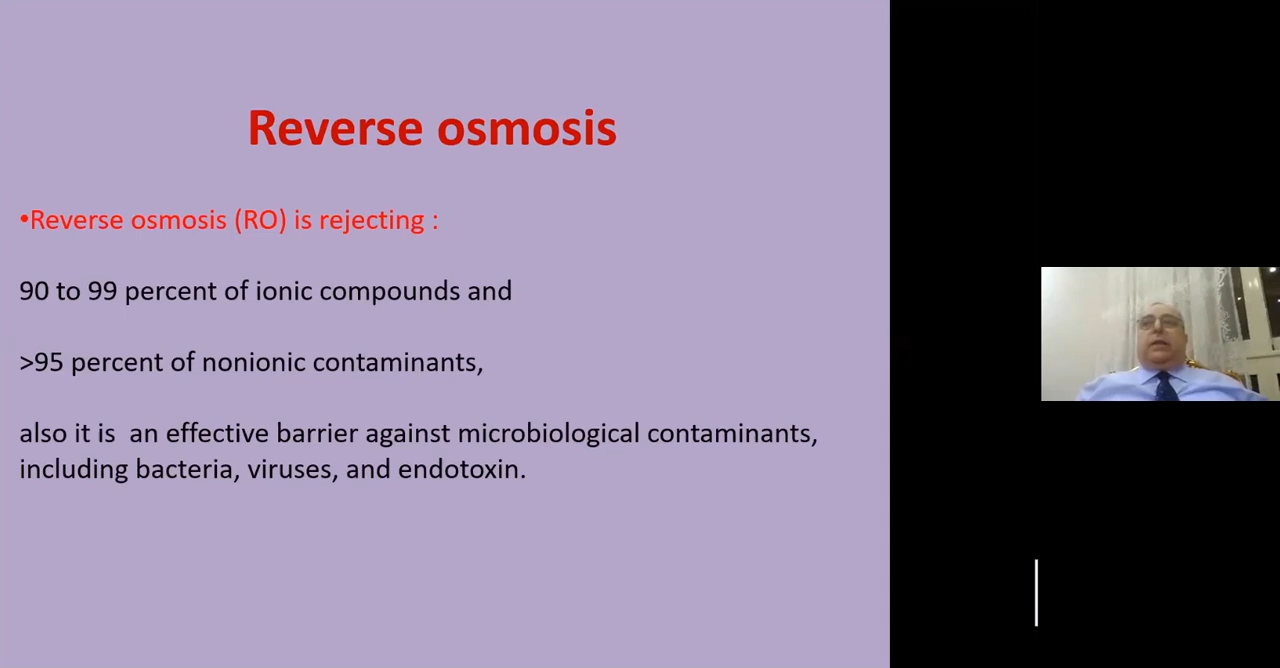 Reverse osmosis
•Reverse osmosis (RO) is rejecting :
90 to 99 percent of ionic compounds and
>95 percent of nonionic contaminants,
also it is  an effective barrier against microbiological contaminants,
including bacteria, viruses, and endotoxin.